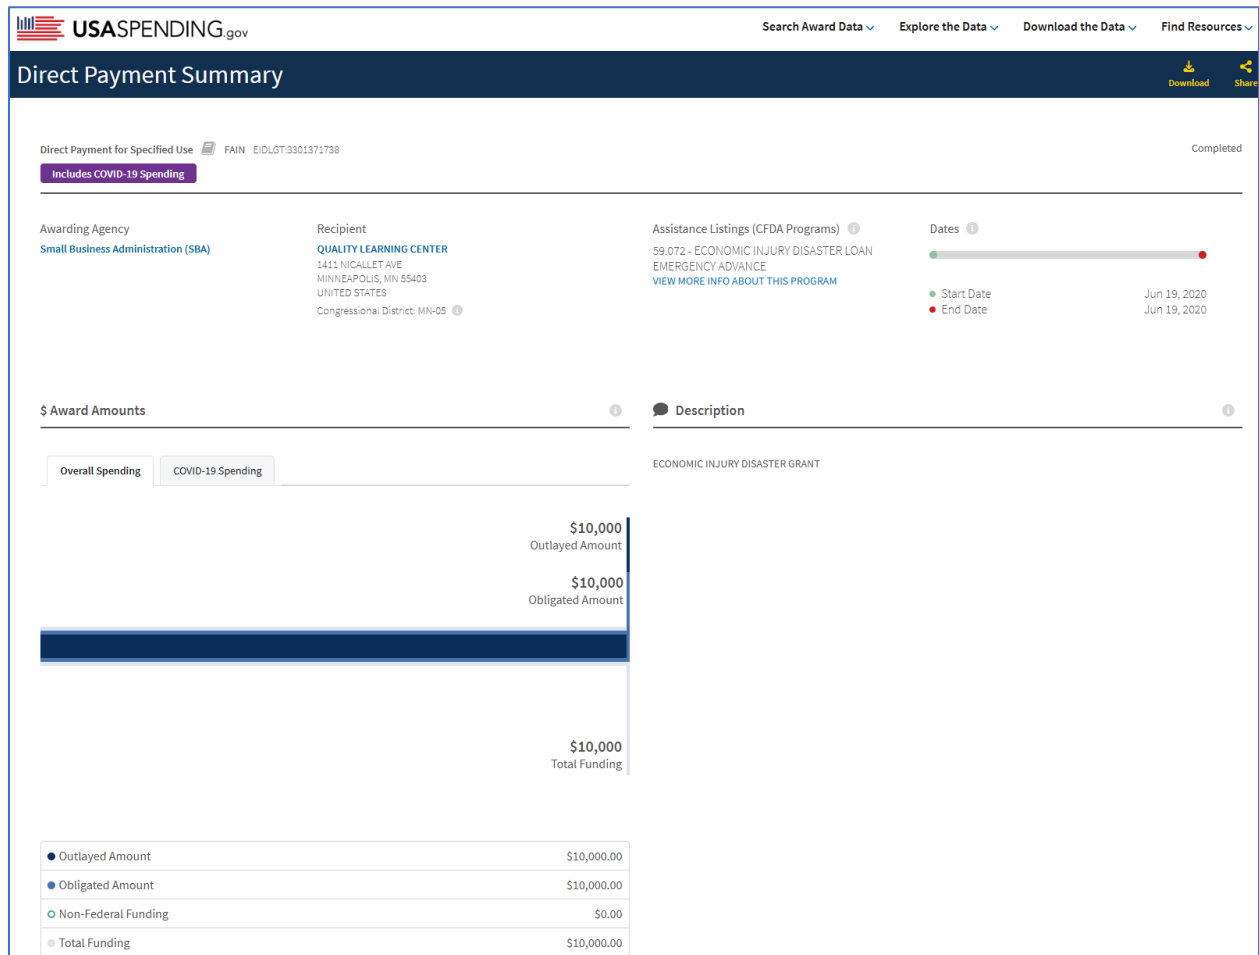 USASPENDING.gov
Search Award Data Explore the Data Download the Data Find Resources
Direct Payment Summary
Download Share
Direct Payment for Specified Use FAIN EIDLGT:3301371738 Completed
Includes COVID-19 Spending
Awarding Agency
Small Business Administration (SBA)
Recipient
QUALITY LEARNING CENTER
1411 NICALLET AVE
MINNEAPOLIS, MN 55403
UNITED STATES
Congressional District: MN-05
Assistance Listings (CFDA Programs)
59.072 - ECONOMIC INJURY DISASTER LOAN
EMERGENCY ADVANCE
VIEW MORE INFO ABOUT THIS PROGRAM
Dates
Start Date Jun 19, 2020
End Date Jun 19, 2020
$ Award Amounts
Overall Spending COVID-19 Spending
$10,000
Outlayed Amount
$10,000
Obligated Amount
$10,000
Total Funding
Outlayed Amount $10,000.00
Obligated Amount $10,000.00
Non-Federal Funding $0.00
Total Funding $10,000.00
Description
ECONOMIC INJURY DISASTER GRANT